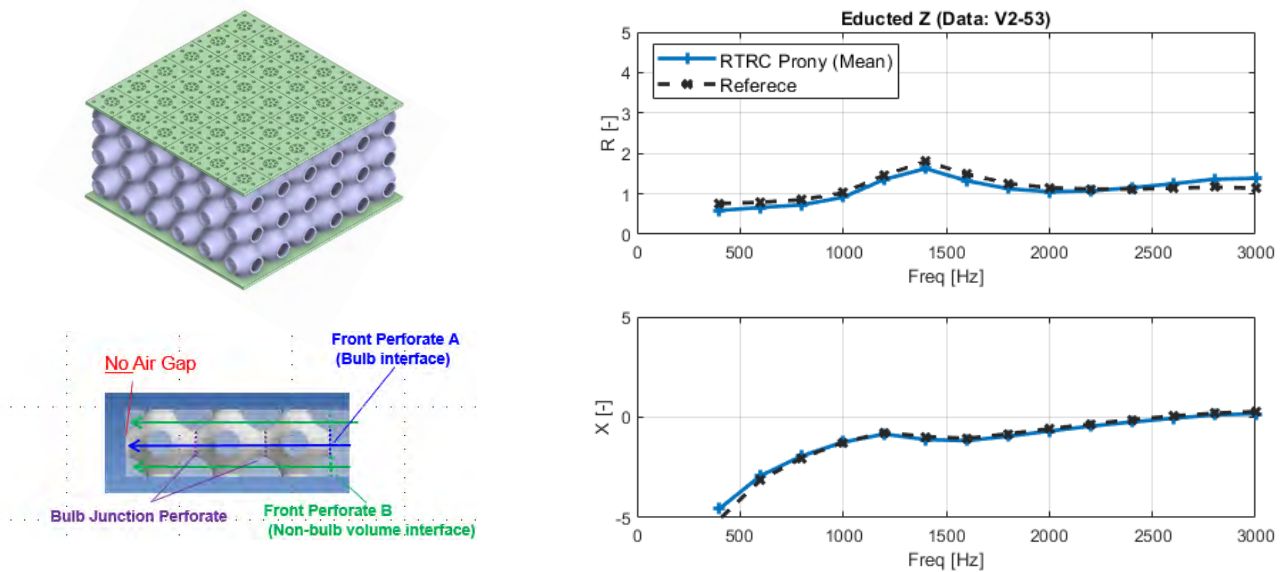 No Air Gap
Front Perforate A
(Bulb interface)
Bulb Junction Perforate
Front Perforate B
(Non-bulb volume interface)
Educted Z (Data: V2-53)
RTRC Prony (Mean)
Referece
R [-]
5
4
3
2
1
0
0 500 1000 1500 2000 2500 3000
Freq [Hz]
X [-]
5
0
-5
0 500 1000 1500 2000 2500 3000
Freq [Hz]